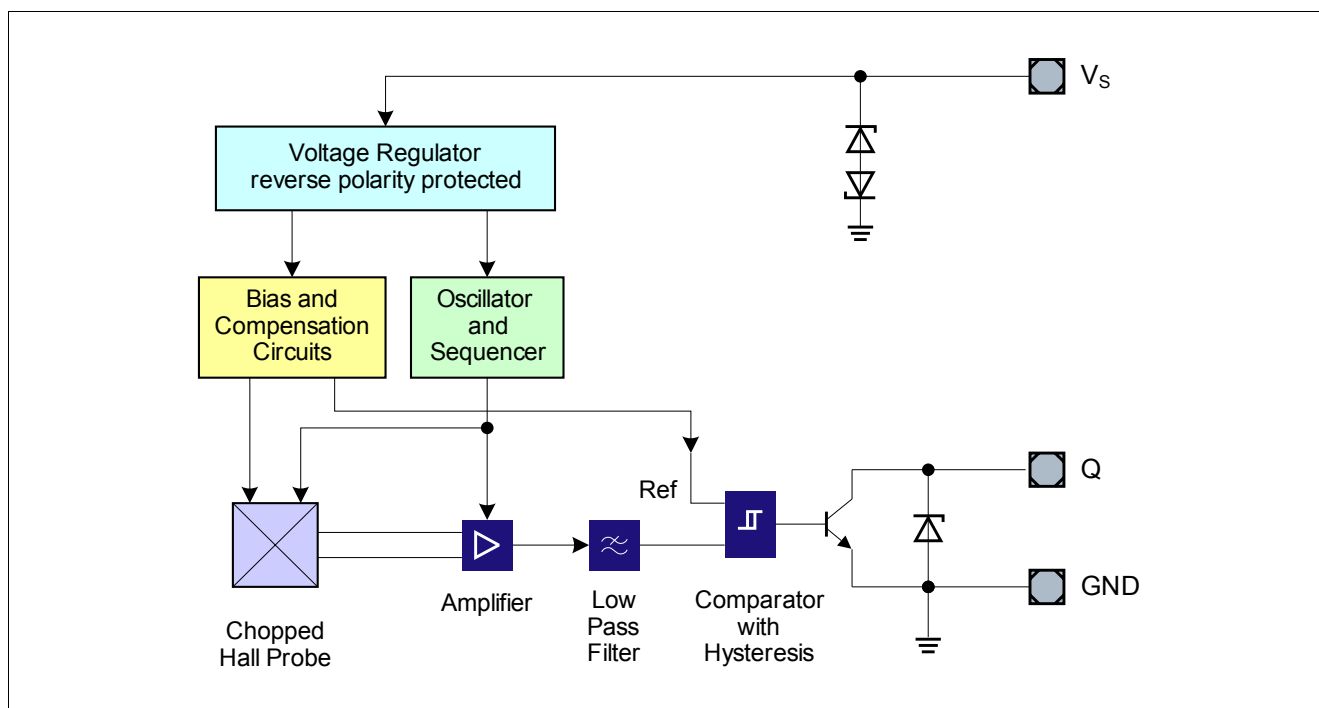 V_S
Voltage Regulator
reverse polarity protected
Bias and
Compensation
Circuits
Oscillator
and
Sequencer
Ref
Q
GND
Amplifier
Low
Pass
Filter
Comparator
with
Hysteresis
Chopped
Hall Probe